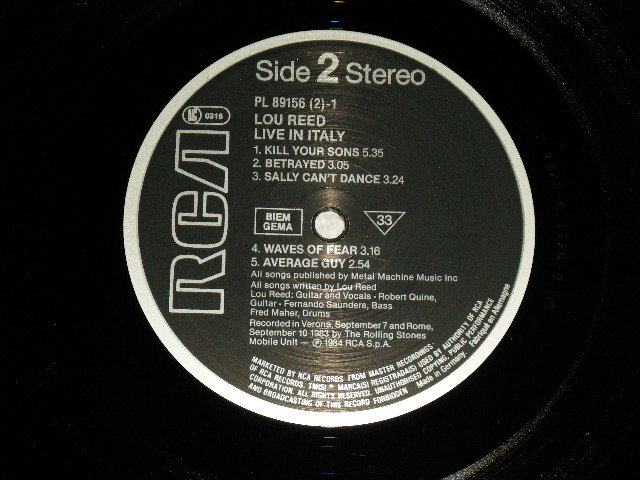 Side 2 Stereo
PL 89156 (2)-1
LC 0316
LOU REED
LIVE IN ITALY
1. KILL YOUR SONS 5.35
2. BETRAYED 3.05
3. SALLY CAN'T DANCE 3.24
RCA
BIEM
GEMA
33
4. WAVES OF FEAR 3.16
5. AVERAGE GUY 2.54
All songs published by Metal Machine Music Inc
All songs written by Lou Reed
Lou Reed: Guitar and Vocals · Robert Quine,
Guitar · Fernando Saunders, Bass
Fred Maher, Drums
Recorded in Verona, September 7 and Rome,
September 10 1983 by The Rolling Stones
Mobile Unit — ℗ 1984 RCA S.p.A.
MARKETED BY RCA RECORDS FROM MASTER RECORDINGS
OF RCA RECORDS. TM(S) ® MARCA(S) REGISTRADA(S) USED BY AUTHORITY OF RCA
CORPORATION. ALL RIGHTS RESERVED. UNAUTHORISED COPYING PUBLIC PERFORMANCE
AND BROADCASTING OF THIS RECORD FORBIDDEN
Made in Germany. Fabriqué en Allemagne